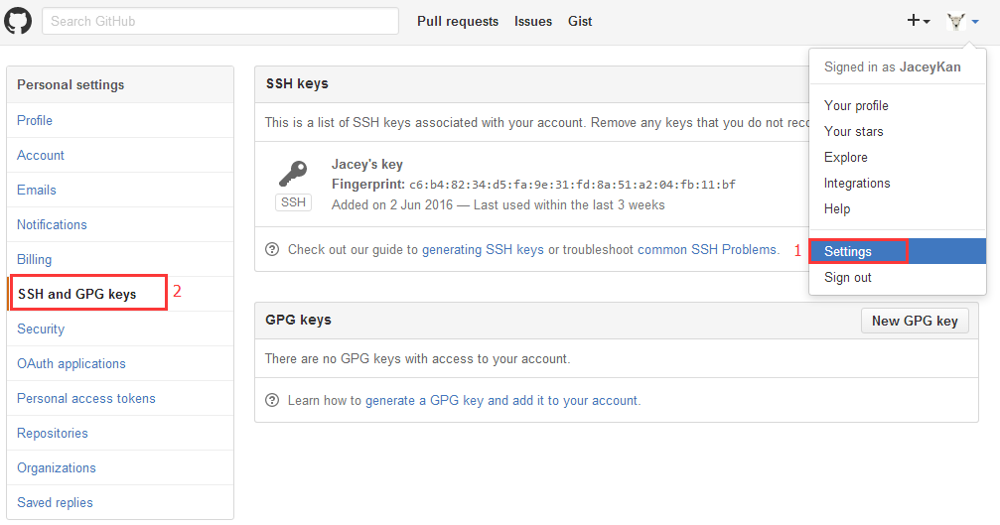 Search GitHub
Pull requests Issues Gist
Signed in as JaceyKan
Your profile
Your stars
Explore
Integrations
Help
1 Settings
Sign out
Personal settings
Profile
Account
Emails
Notifications
Billing
SSH and GPG keys 2
Security
OAuth applications
Personal access tokens
Repositories
Organizations
Saved replies
SSH keys
This is a list of SSH keys associated with your account. Remove any keys that you do not
Jacey's key
Fingerprint: c6:b4:82:34:d5:fa:9e:31:fd:8a:51:a2:04:fb:11:bf
SSH
Added on 2 Jun 2016 — Last used within the last 3 weeks
Check out our guide to generating SSH keys or troubleshoot common SSH Problems.
GPG keys
New GPG key
There are no GPG keys with access to your account.
Learn how to generate a GPG key and add it to your account.